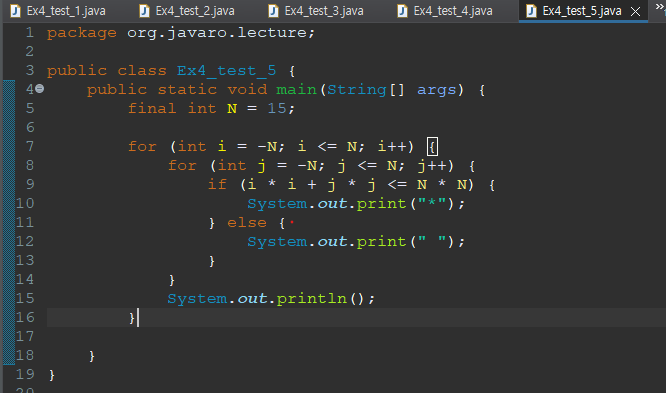 Ex4_test_1.java Ex4_test_2.java Ex4_test_3.java Ex4_test_4.java Ex4_test_5.java
1 package org.javaro.lecture;
2
3 public class Ex4_test_5 {
4     public static void main(String[] args) {
5         final int N = 15;
6
7         for (int i = -N; i <= N; i++) {
8             for (int j = -N; j <= N; j++) {
9                 if (i * i + j * j <= N * N) {
10                     System.out.print("*");
11                 } else {
12                     System.out.print(" ");
13                 }
14             }
15             System.out.println();
16         }
17
18     }
19 }